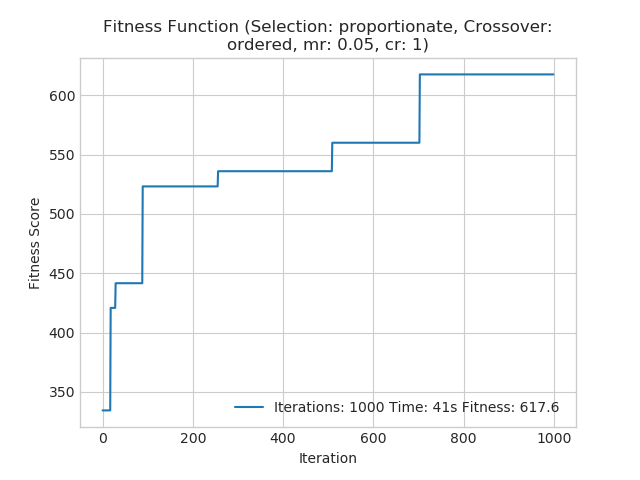 Fitness Function (Selection: proportionate, Crossover:
ordered, mr: 0.05, cr: 1)
Fitness Score
600
550
500
450
400
350
Iterations: 1000 Time: 41s Fitness: 617.6
0 200 400 600 800 1000
Iteration